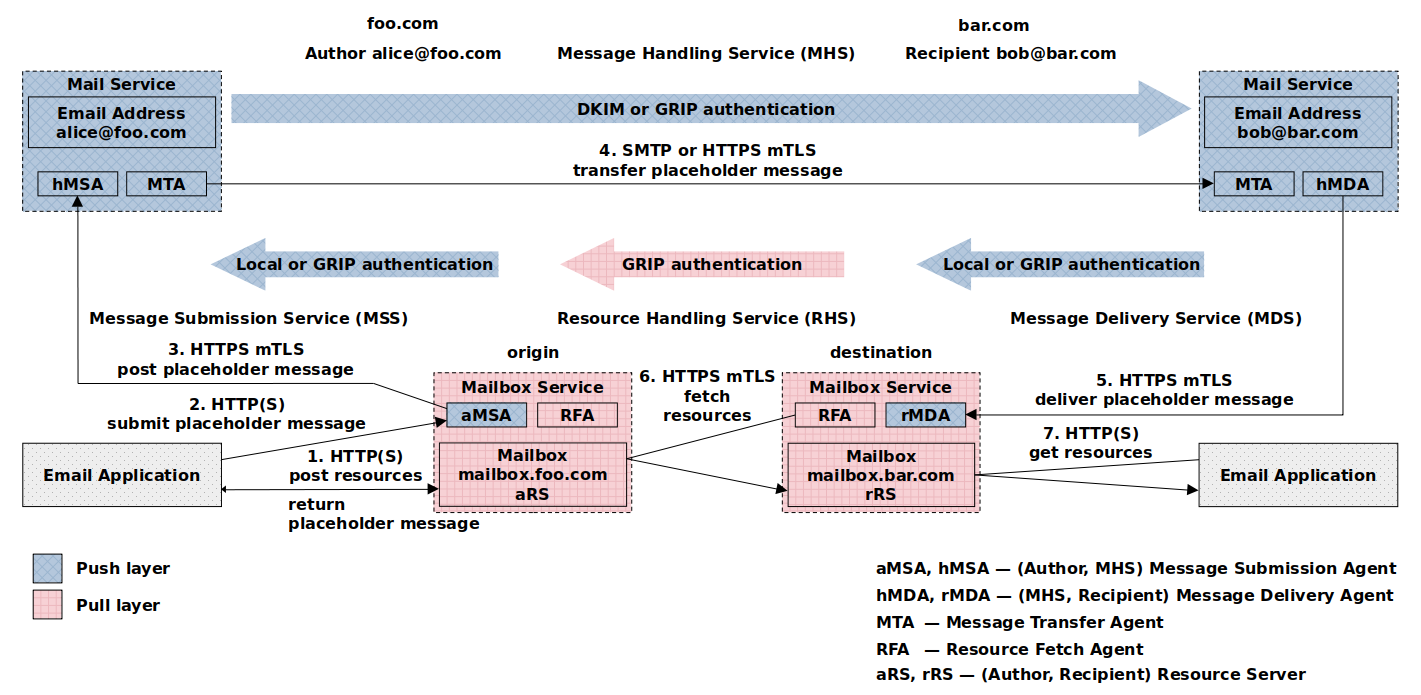 foo.com
bar.com
Author alice@foo.com
Message Handling Service (MHS)
Recipient bob@bar.com
Mail Service
Email Address
alice@foo.com
hMSA
MTA
DKIM or GRIP authentication
4. SMTP or HTTPS mTLS
transfer placeholder message
Mail Service
Email Address
bob@bar.com
MTA
hMDA
Local or GRIP authentication
GRIP authentication
Local or GRIP authentication
Message Submission Service (MSS)
Resource Handling Service (RHS)
Message Delivery Service (MDS)
3. HTTPS mTLS
post placeholder message
2. HTTP(S)
submit placeholder message
Email Application
1. HTTP(S)
post resources
return
placeholder message
origin
Mailbox Service
aMSA
RFA
Mailbox
mailbox.foo.com
aRS
6. HTTPS mTLS
fetch
resources
destination
Mailbox Service
RFA
rMDA
Mailbox
mailbox.bar.com
rRS
5. HTTPS mTLS
deliver placeholder message
7. HTTP(S)
get resources
Email Application
Push layer
Pull layer
aMSA, hMSA — (Author, MHS) Message Submission Agent
hMDA, rMDA — (MHS, Recipient) Message Delivery Agent
MTA — Message Transfer Agent
RFA — Resource Fetch Agent
aRS, rRS — (Author, Recipient) Resource Server